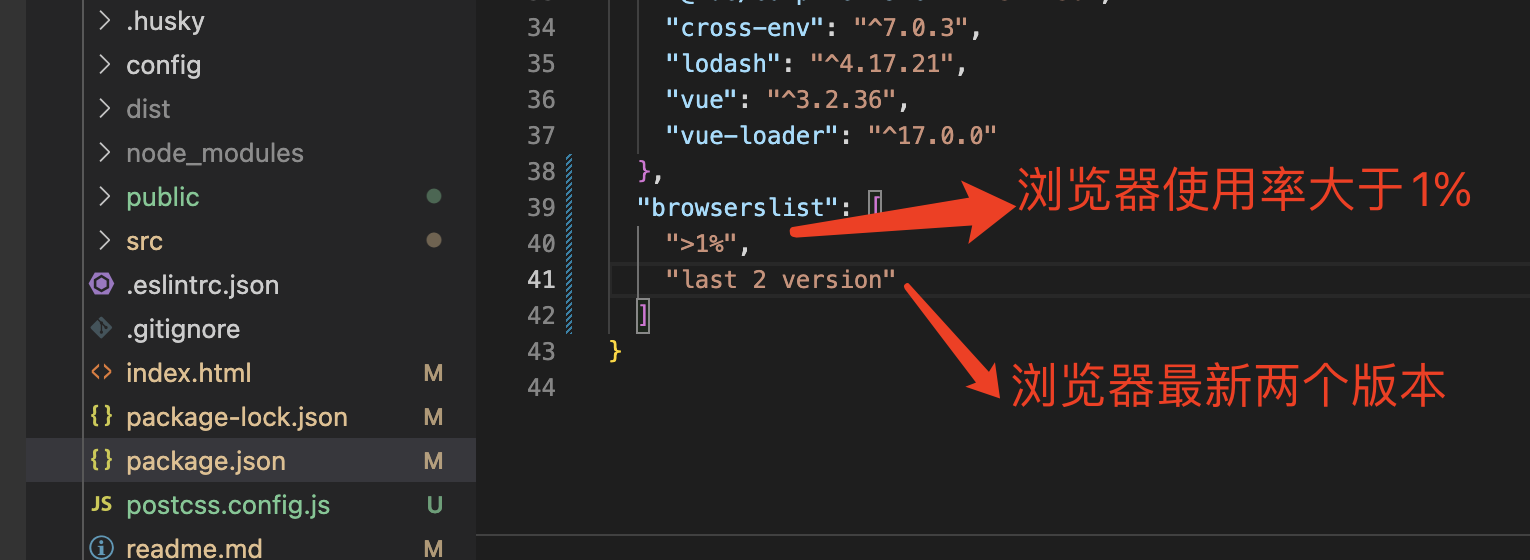 .husky
config
dist
node_modules
public
src
.eslintrc.json
.gitignore
index.html M
package-lock.json M
package.json M
JS postcss.config.js U
readme.md M
34 "cross-env": "^7.0.3",
35 "lodash": "^4.17.21",
36 "vue": "^3.2.36",
37 "vue-loader": "^17.0.0"
38 },
39 "browserslist": [
40 ">1%",
41 "last 2 version"
42 ]
43 }
44
浏览器使用率大于1%
浏览器最新两个版本